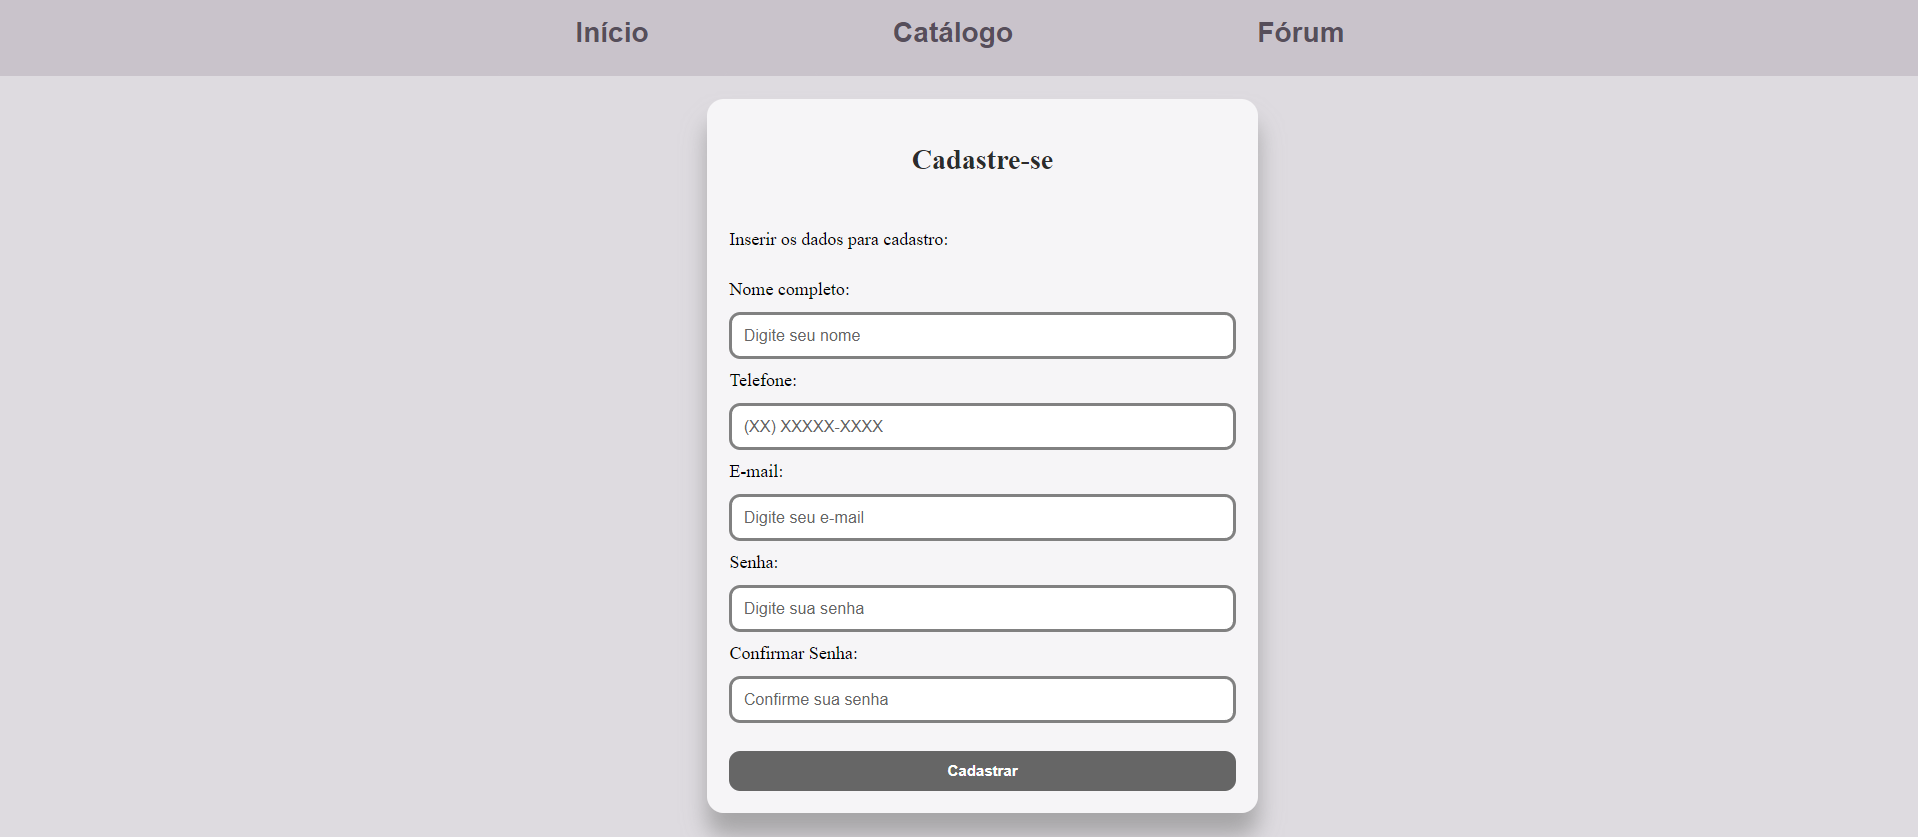 Início Catálogo Fórum
Cadastre-se
Inserir os dados para cadastro:
Nome completo:
Digite seu nome
Telefone:
(XX) XXXXX-XXXX
E-mail:
Digite seu e-mail
Senha:
Digite sua senha
Confirmar Senha:
Confirme sua senha
Cadastrar